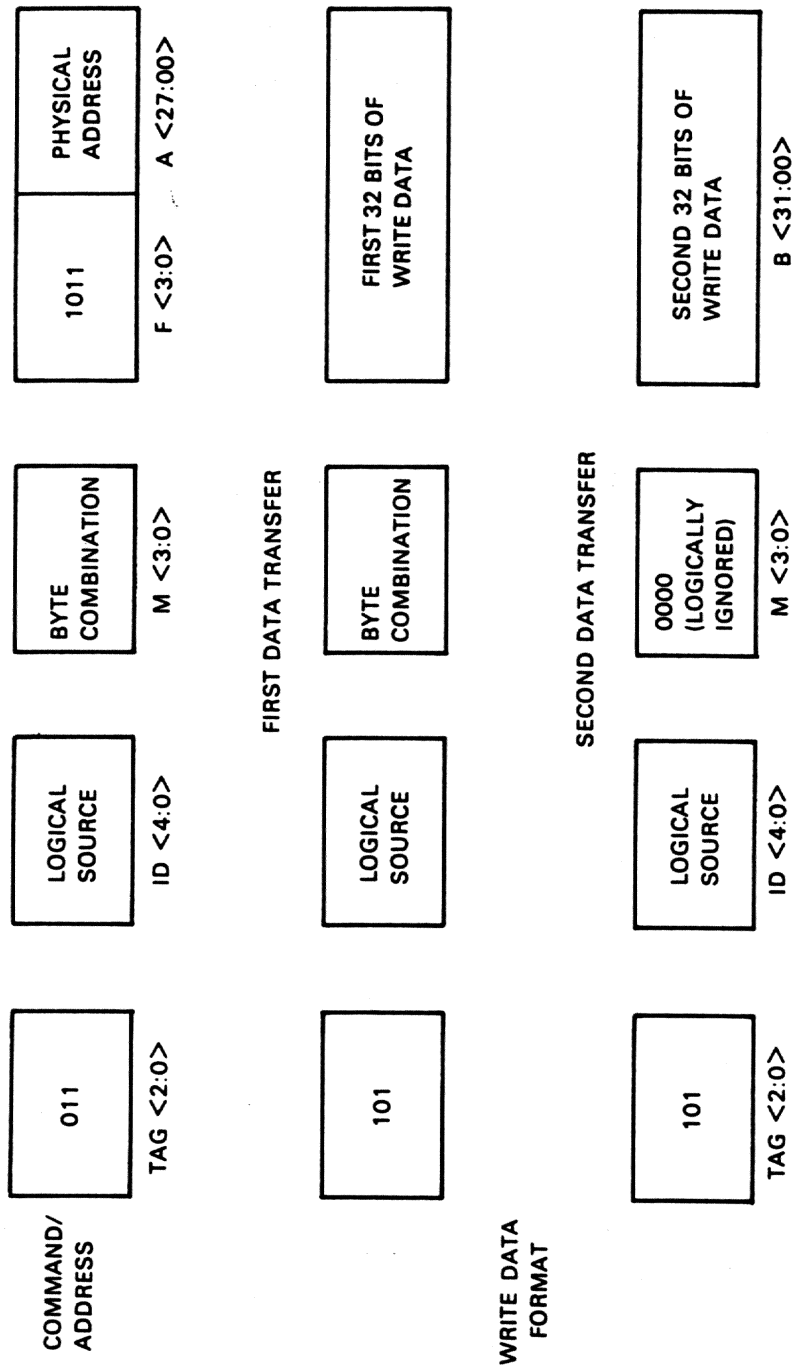 COMMAND/
ADDRESS
011
TAG <2:0>
LOGICAL
SOURCE
ID <4:0>
BYTE
COMBINATION
M <3:0>
1011
F <3:0>
PHYSICAL
ADDRESS
A <27:00>
FIRST DATA TRANSFER
101
LOGICAL
SOURCE
BYTE
COMBINATION
FIRST 32 BITS OF
WRITE DATA
WRITE DATA
FORMAT
SECOND DATA TRANSFER
101
TAG <2:0>
LOGICAL
SOURCE
ID <4:0>
0000
(LOGICALLY
IGNORED)
M <3:0>
SECOND 32 BITS OF
WRITE DATA
B <31:00>